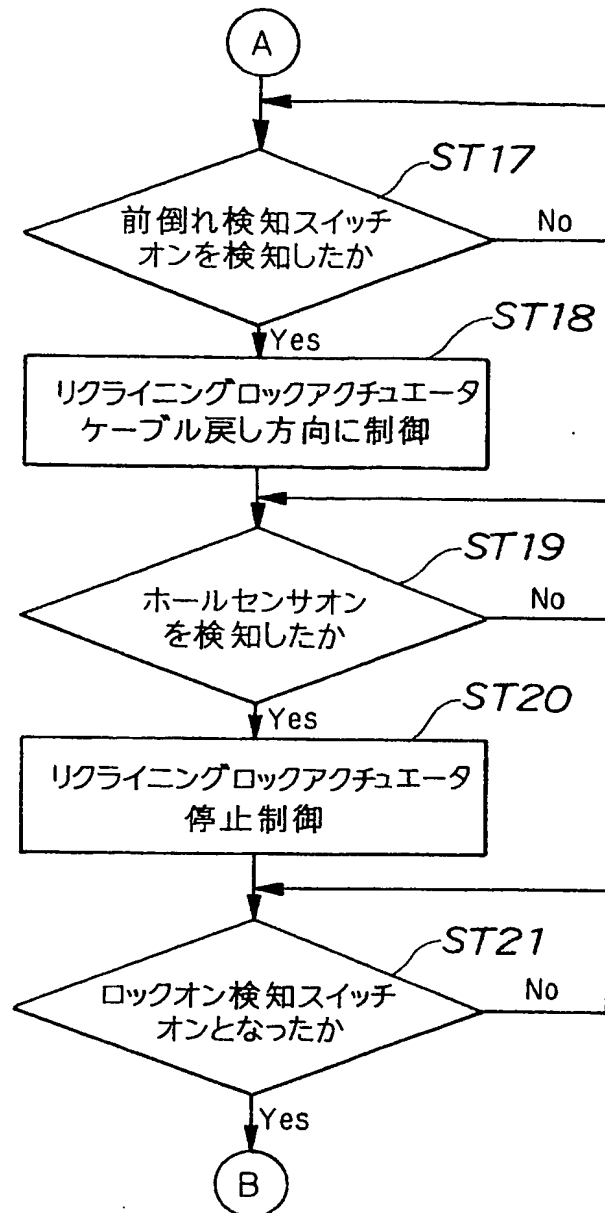 A
ST17
前倒れ検知スイッチ
オンを検知したか
No
Yes
ST18
リクライニングロックアクチュエータ
ケーブル戻し方向に制御
ST19
ホールセンサオン
を検知したか
No
Yes
ST20
リクライニングロックアクチュエータ
停止制御
ST21
ロックオン検知スイッチ
オンとなったか
No
Yes
B